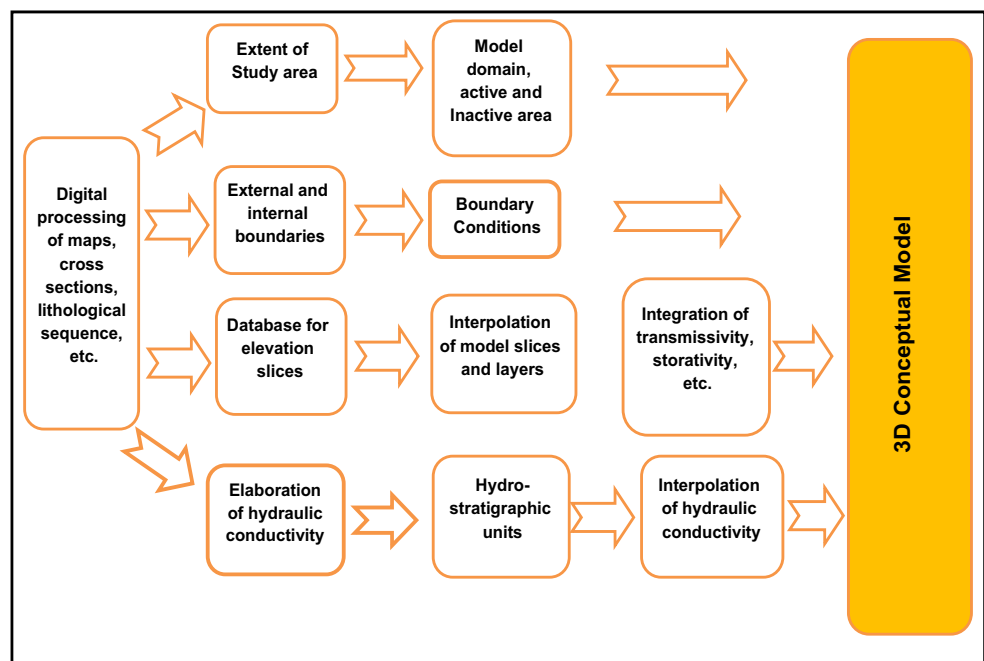 Extent of
Study area
Model
domain,
active and
Inactive area
Digital
processing
of maps,
cross
sections,
lithological
sequence,
etc.
External and
internal
boundaries
Boundary
Conditions
Database for
elevation
slices
Interpolation
of model slices
and layers
Integration of
transmissivity,
storativity,
etc.
Elaboration
of hydraulic
conductivity
Hydro-
stratigraphic
units
Interpolation
of hydraulic
conductivity
3D Conceptual Model